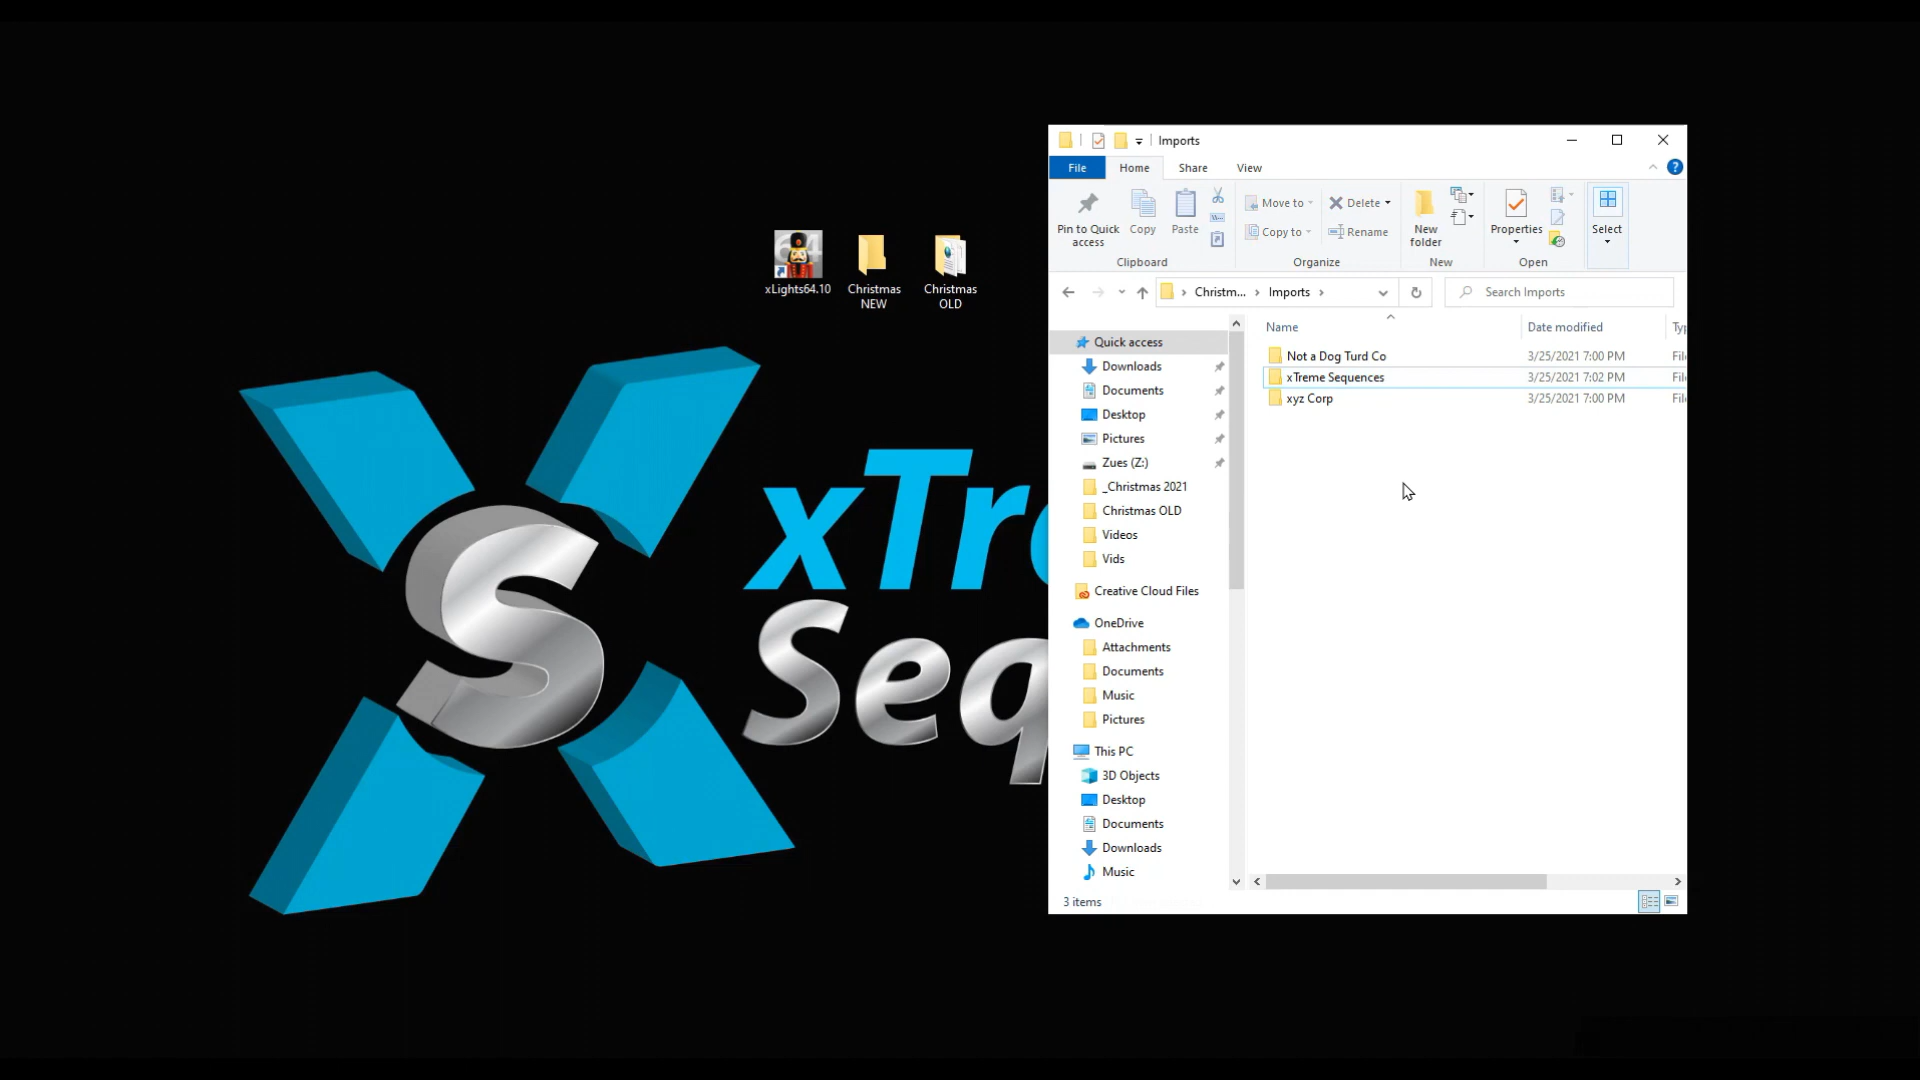 Imports
File
Home
Share
View
Pin to Quick
access
Copy
Paste
Clipboard
Move to
Copy to
Delete
Rename
Organize
New
folder
New
Properties
Open
Select
Christm...
Imports
Search Imports
Name
Date modified
Quick access
Downloads
Documents
Desktop
Pictures
Zues (Z:)
_Christmas 2021
Christmas OLD
Videos
Vids
Creative Cloud Files
OneDrive
Attachments
Documents
Music
Pictures
This PC
3D Objects
Desktop
Documents
Downloads
Music
Not a Dog Turd Co 3/25/2021 7:00 PM
xTreme Sequences 3/25/2021 7:02 PM
xyz Corp 3/25/2021 7:00 PM
3 items
xLights64.10
Christmas
NEW
Christmas
OLD
64
S
xTr
Seq